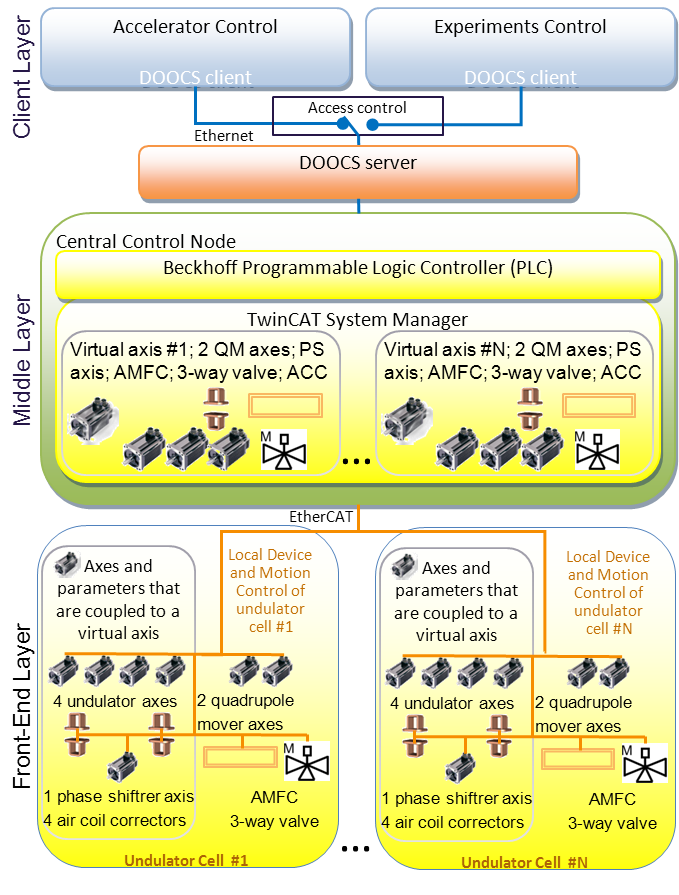 Client Layer
Accelerator Control
DOOCS client
Experiments Control
DOOCS client
Access control
Ethernet
DOOCS server
Middle Layer
Central Control Node
Beckhoff Programmable Logic Controller (PLC)
TwinCAT System Manager
Virtual axis #1; 2 QM axes; PS
axis; AMFC; 3-way valve; ACC
M
...
Virtual axis #N; 2 QM axes; PS
axis; AMFC; 3-way valve; ACC
M
EtherCAT
Front-End Layer
Axes and
parameters that
are coupled to a
virtual axis
Local Device
and Motion
Control of
undulator
cell #1
4 undulator axes
2 quadrupole
mover axes
M
1 phase shiftrer axis
4 air coil correctors
AMFC
3-way valve
Undulator Cell #1
...
Axes and
parameters that
are coupled to a
virtual axis
Local Device
and Motion
Control of
undulator
cell #N
4 undulator axes
2 quadrupole
mover axes
M
1 phase shiftrer axis
4 air coil correctors
AMFC
3-way valve
Undulator Cell #N